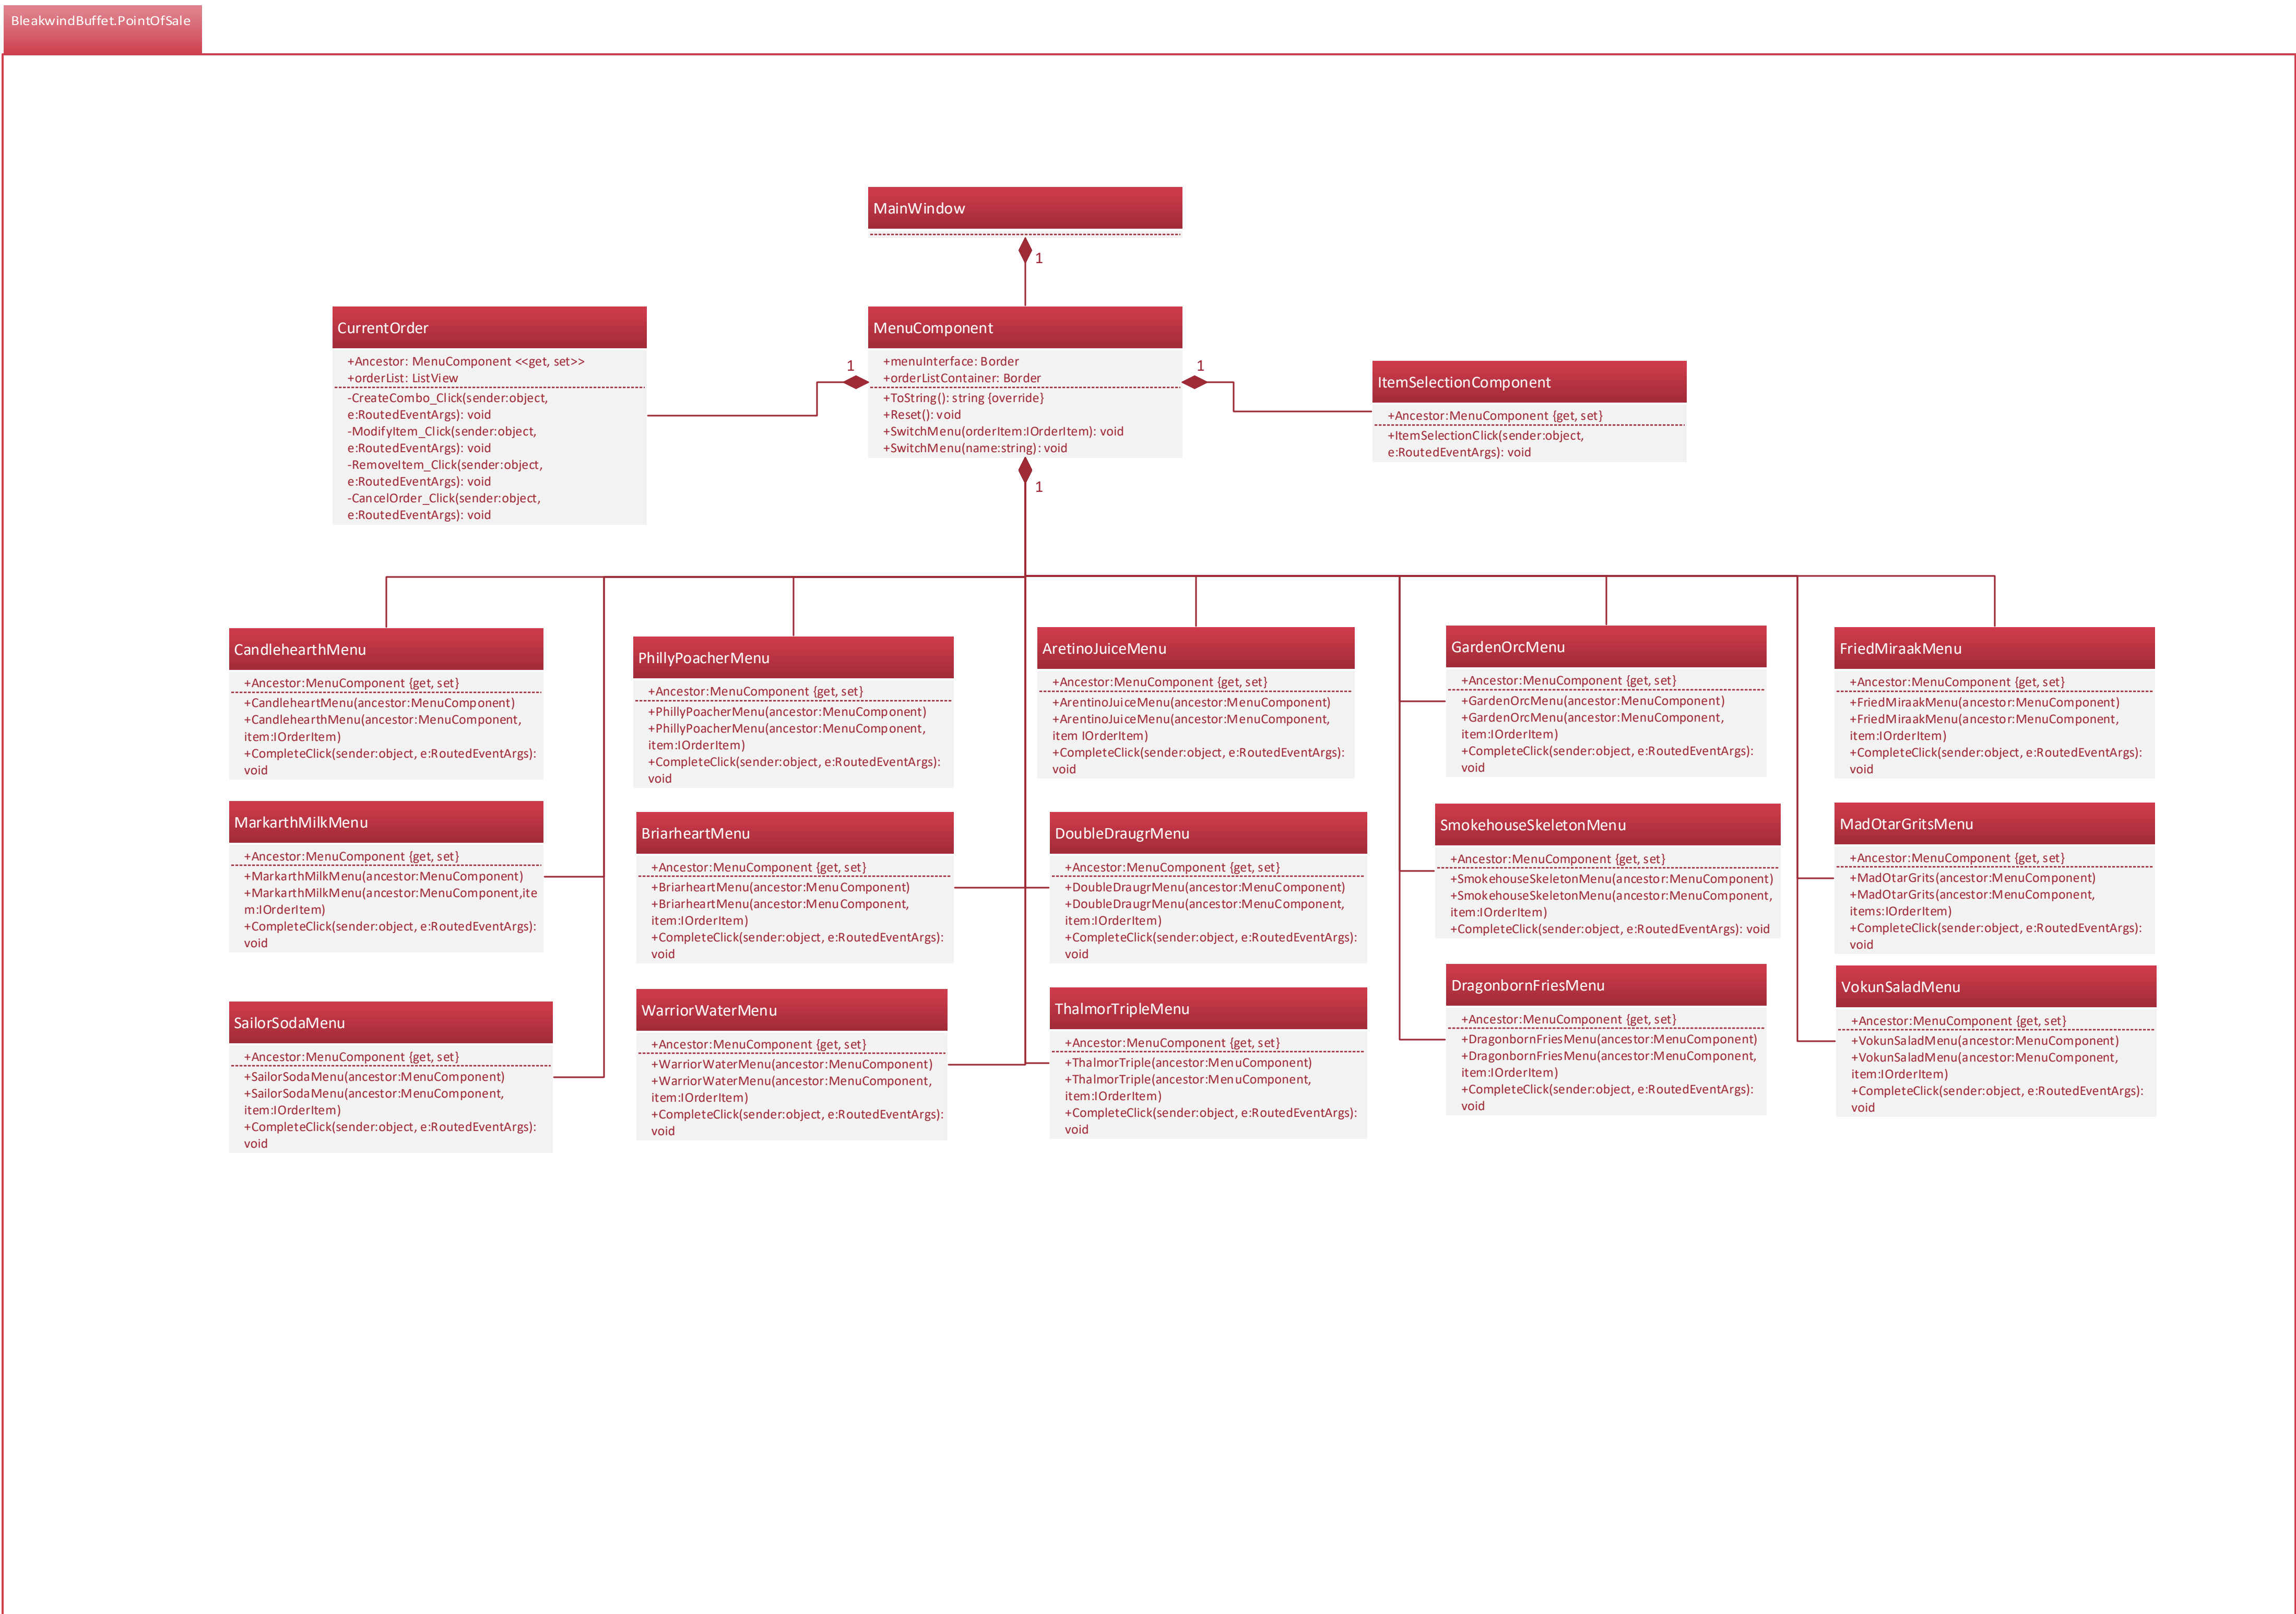 BleakwindBuffet.PointOfSale
MainWindow
1
CurrentOrder
+Ancestor: MenuComponent <<get, set>>
+orderList: ListView
-CreateCombo_Click(sender:object,
e:RoutedEventArgs): void
-ModifyItem_Click(sender:object,
e:RoutedEventArgs): void
-RemoveItem_Click(sender:object,
e:RoutedEventArgs): void
-CancelOrder_Click(sender:object,
e:RoutedEventArgs): void
1
MenuComponent
+menuInterface: Border
+orderListContainer: Border
+ToString(): string {override}
+Reset(): void
+SwitchMenu(orderItem:IOrderItem): void
+SwitchMenu(name:string): void
1
1
ItemSelectionComponent
+Ancestor:MenuComponent {get, set}
+ItemSelectionClick(sender:object,
e:RoutedEventArgs): void
CandlehearthMenu
+Ancestor:MenuComponent {get, set}
+CandleheartMenu(ancestor:MenuComponent)
+CandlehearthMenu(ancestor:MenuComponent,
item:IOrderItem)
+CompleteClick(sender:object, e:RoutedEventArgs):
void
PhillyPoacherMenu
+Ancestor:MenuComponent {get, set}
+PhillyPoacherMenu(ancestor:MenuComponent)
+PhillyPoacherMenu(ancestor:MenuComponent,
item:IOrderItem)
+CompleteClick(sender:object, e:RoutedEventArgs):
void
AretinoJuiceMenu
+Ancestor:MenuComponent {get, set}
+ArentinoJuiceMenu(ancestor:MenuComponent)
+ArentinoJuiceMenu(ancestor:MenuComponent,
item IOrderItem)
+CompleteClick(sender:object, e:RoutedEventArgs):
void
GardenOrcMenu
+Ancestor:MenuComponent {get, set}
+GardenOrcMenu(ancestor:MenuComponent)
+GardenOrcMenu(ancestor:MenuComponent,
item:IOrderItem)
+CompleteClick(sender:object, e:RoutedEventArgs):
void
FriedMiraakMenu
+Ancestor:MenuComponent {get, set}
+FriedMiraakMenu(ancestor:MenuComponent)
+FriedMiraakMenu(ancestor:MenuComponent,
item:IOrderItem)
+CompleteClick(sender:object, e:RoutedEventArgs):
void
MarkarthMilkMenu
+Ancestor:MenuComponent {get, set}
+MarkarthMilkMenu(ancestor:MenuComponent)
+MarkarthMilkMenu(ancestor:MenuComponent,ite
m:IOrderItem)
+CompleteClick(sender:object, e:RoutedEventArgs):
void
BriarheartMenu
+Ancestor:MenuComponent {get, set}
+BriarheartMenu(ancestor:MenuComponent)
+BriarheartMenu(ancestor:MenuComponent,
item:IOrderItem)
+CompleteClick(sender:object, e:RoutedEventArgs):
void
DoubleDraugrMenu
+Ancestor:MenuComponent {get, set}
+DoubleDraugrMenu(ancestor:MenuComponent)
+DoubleDraugrMenu(ancestor:MenuComponent,
item:IOrderItem)
+CompleteClick(sender:object, e:RoutedEventArgs):
void
SmokehouseSkeletonMenu
+Ancestor:MenuComponent {get, set}
+SmokehouseSkeletonMenu(ancestor:MenuComponent)
+SmokehouseSkeletonMenu(ancestor:MenuComponent,
item:IOrderItem)
+CompleteClick(sender:object, e:RoutedEventArgs): void
MadOtarGritsMenu
+Ancestor:MenuComponent {get, set}
+MadOtarGrits(ancestor:MenuComponent)
+MadOtarGrits(ancestor:MenuComponent,
items:IOrderItem)
+CompleteClick(sender:object, e:RoutedEventArgs):
void
SailorSodaMenu
+Ancestor:MenuComponent {get, set}
+SailorSodaMenu(ancestor:MenuComponent)
+SailorSodaMenu(ancestor:MenuComponent,
item:IOrderItem)
+CompleteClick(sender:object, e:RoutedEventArgs):
void
WarriorWaterMenu
+Ancestor:MenuComponent {get, set}
+WarriorWaterMenu(ancestor:MenuComponent)
+WarriorWaterMenu(ancestor:MenuComponent,
item:IOrderItem)
+CompleteClick(sender:object, e:RoutedEventArgs):
void
ThalmorTripleMenu
+Ancestor:MenuComponent {get, set}
+ThalmorTriple(ancestor:MenuComponent)
+ThalmorTriple(ancestor:MenuComponent,
item:IOrderItem)
+CompleteClick(sender:object, e:RoutedEventArgs):
void
DragonbornFriesMenu
+Ancestor:MenuComponent {get, set}
+DragonbornFriesMenu(ancestor:MenuComponent)
+DragonbornFriesMenu(ancestor:MenuComponent,
item:IOrderItem)
+CompleteClick(sender:object, e:RoutedEventArgs):
void
VokunSaladMenu
+Ancestor:MenuComponent {get, set}
+VokunSaladMenu(ancestor:MenuComponent)
+VokunSaladMenu(ancestor:MenuComponent,
item:IOrderItem)
+CompleteClick(sender:object, e:RoutedEventArgs):
void